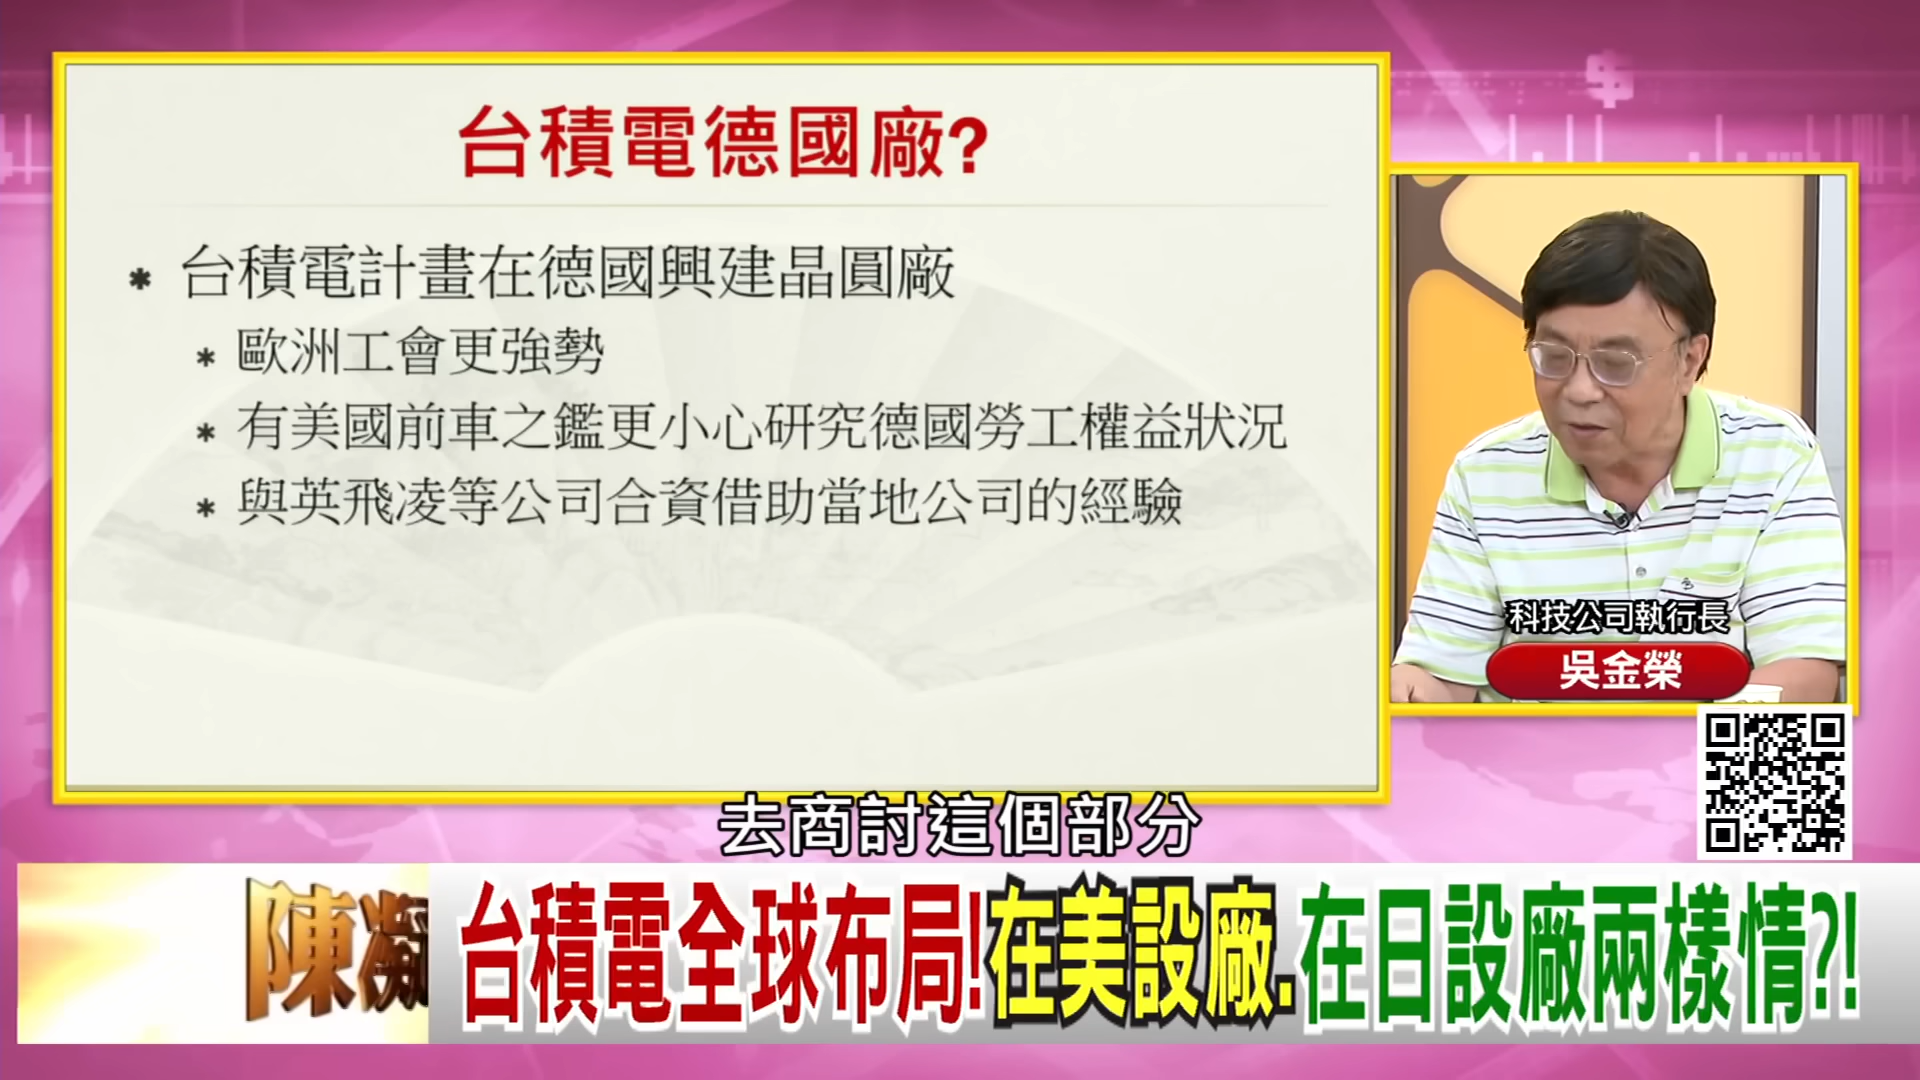 台積電德國廠?
* 台積電計畫在德國興建晶圓廠
* 歐洲工會更強勢
* 有美國前車之鑑更小心研究德國勞工權益狀況
* 與英飛凌等公司合資借助當地公司的經驗
科技公司執行長
吳金榮
去商討這個部分
陳凝
台積電全球布局!在美設廠.在日設廠兩樣情?!